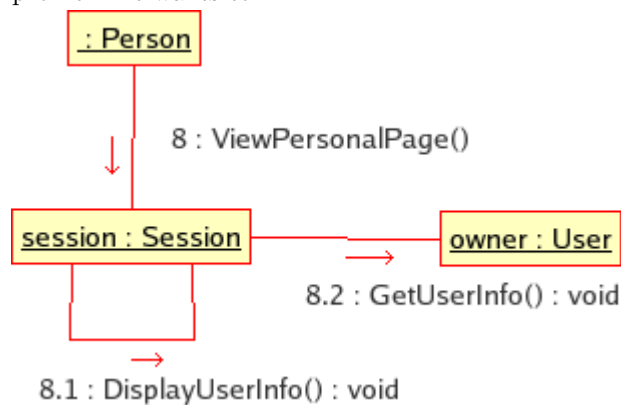 : Person
8 : ViewPersonalPage()
session : Session
owner : User
8.2 : GetUserInfo() : void
8.1 : DisplayUserInfo() : void